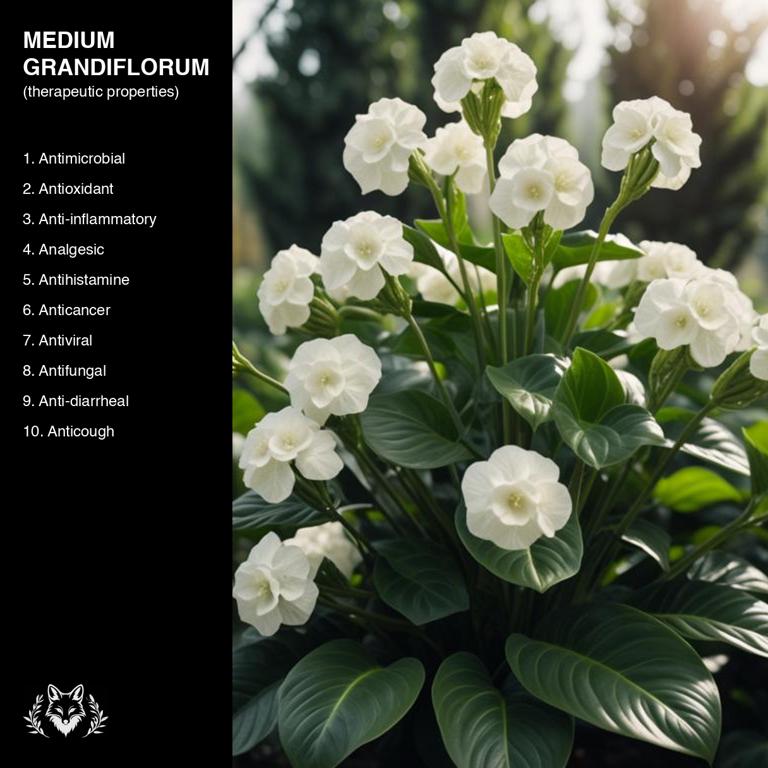 MEDIUM
GRANDIFLORUM
(therapeutic properties)
1. Antimicrobial
2. Antioxidant
3. Anti-inflammatory
4. Analgesic
5. Antihistamine
6. Anticancer
7. Antiviral
8. Antifungal
9. Anti-diarrheal
10. Anticough